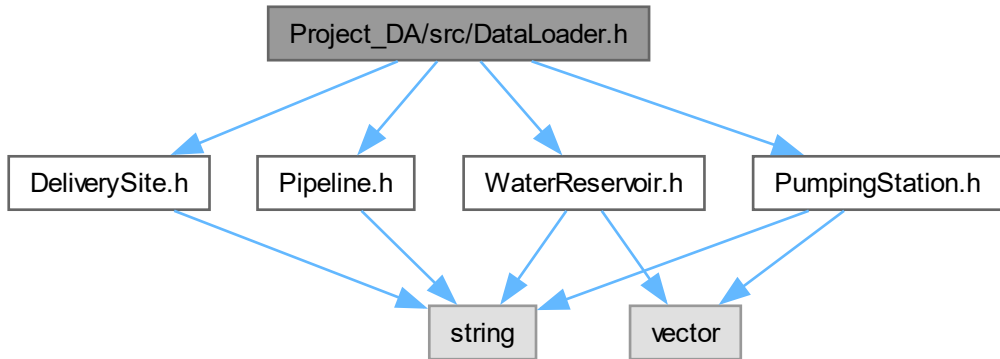 Project_DA/src/DataLoader.h
DeliverySite.h
Pipeline.h
WaterReservoir.h
PumpingStation.h
string
vector